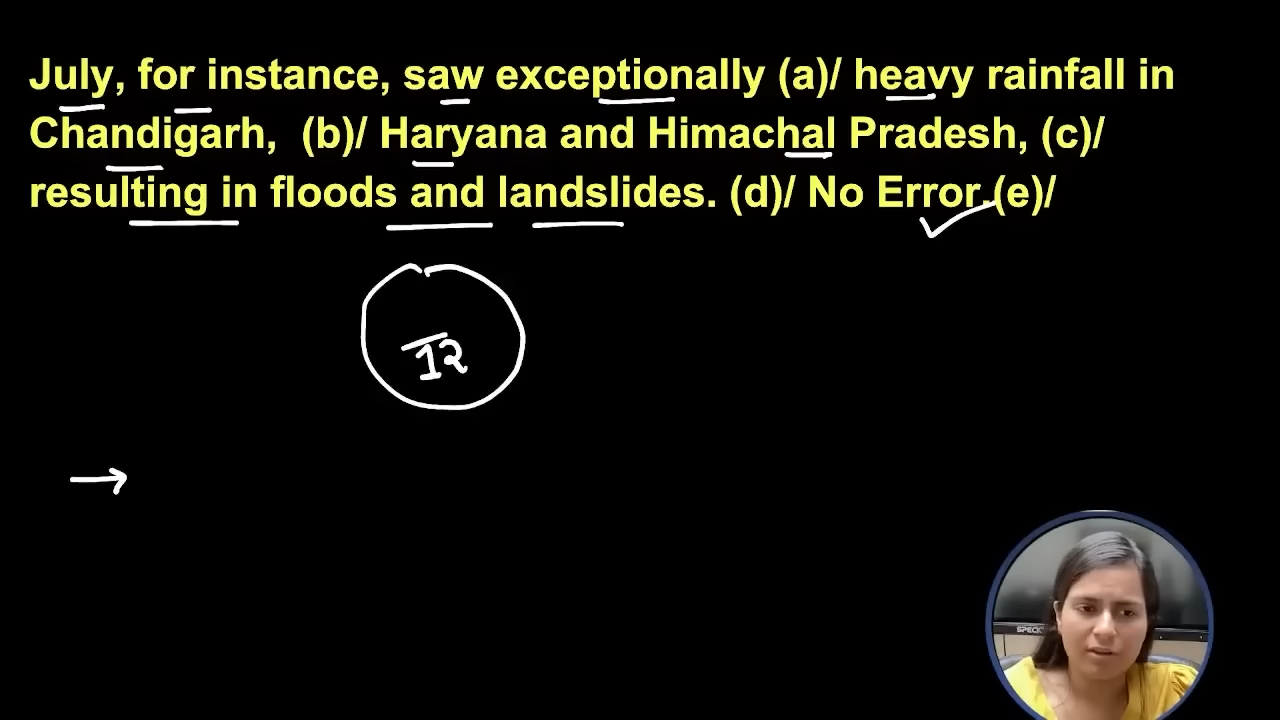 July, for instance, saw exceptionally (a)/ heavy rainfall in
Chandigarh, (b)/ Haryana and Himachal Pradesh, (c)/
resulting in floods and landslides. (d)/ No Error.(e)/
12